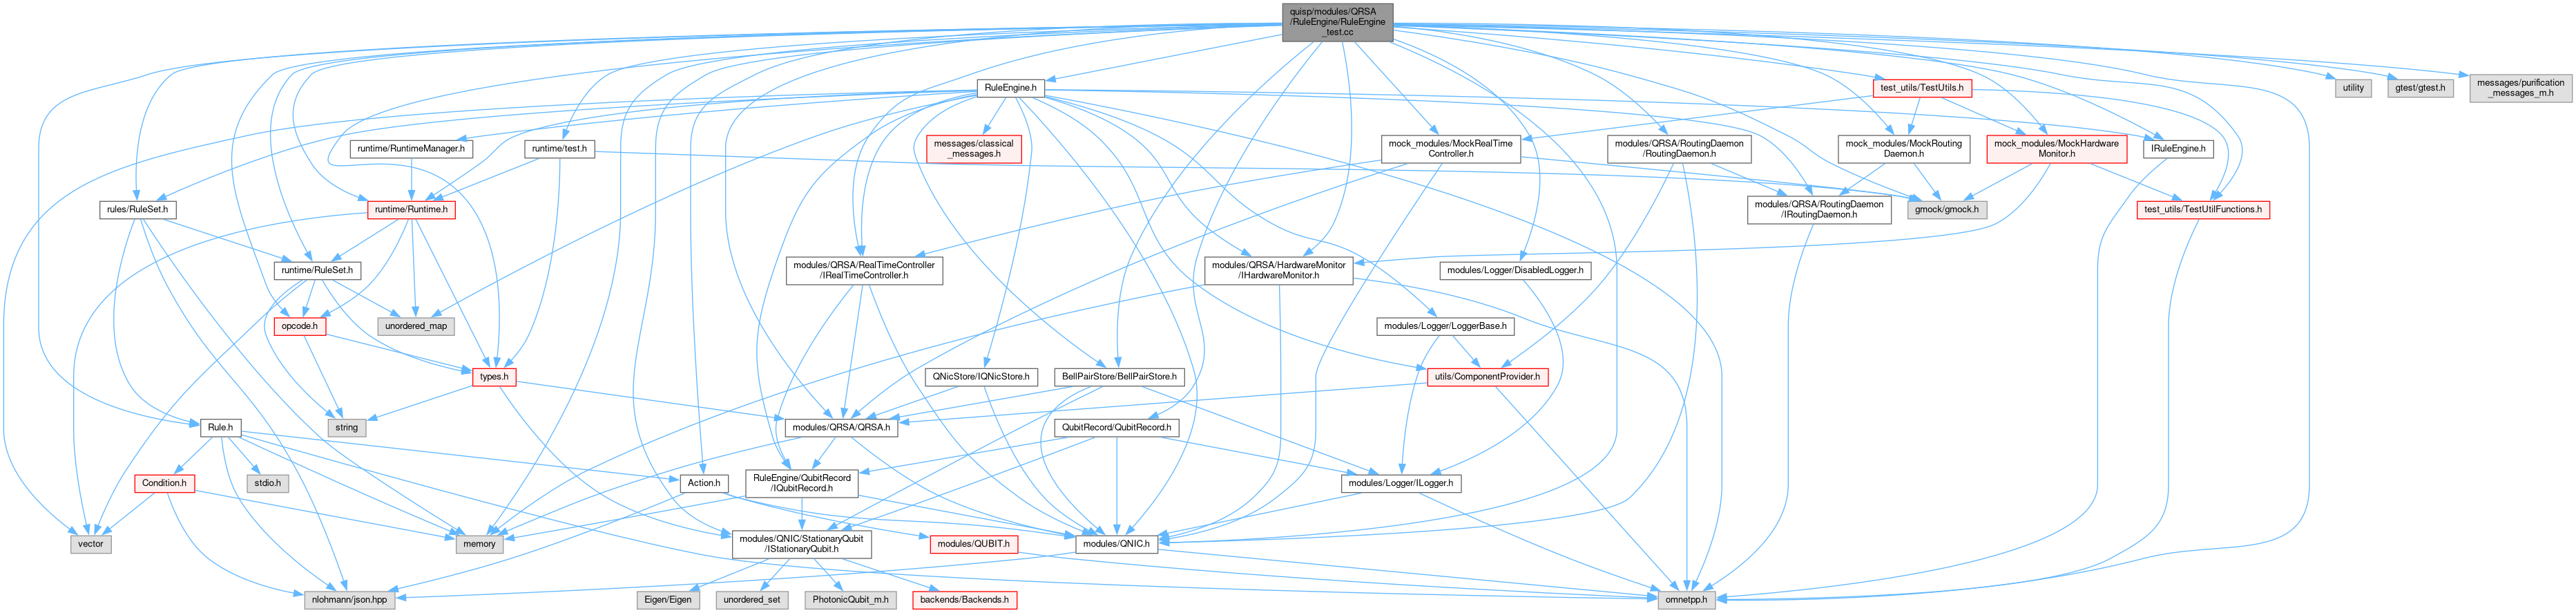 quisp/modules/QRSA
/RuleEngine/RuleEngine
_test.cc
RuleEngine.h
test_utils/TestUtils.h
utility
gtest/gtest.h
messages/purification
_messages_m.h
runtime/RuntimeManager.h
runtime/test.h
messages/classical
_messages.h
mock_modules/MockRealTime
Controller.h
modules/QRSA/RoutingDaemon
/RoutingDaemon.h
mock_modules/MockRouting
Daemon.h
mock_modules/MockHardware
Monitor.h
IRuleEngine.h
rules/RuleSet.h
runtime/Runtime.h
modules/QRSA/RoutingDaemon
/IRoutingDaemon.h
gmock/gmock.h
test_utils/TestUtilFunctions.h
runtime/RuleSet.h
modules/QRSA/RealTimeController
/IRealTimeController.h
modules/QRSA/HardwareMonitor
/IHardwareMonitor.h
modules/Logger/DisabledLogger.h
opcode.h
unordered_map
modules/Logger/LoggerBase.h
types.h
QNicStore/IQNicStore.h
BellPairStore/BellPairStore.h
utils/ComponentProvider.h
Rule.h
string
modules/QRSA/QRSA.h
QubitRecord/QubitRecord.h
Condition.h
stdio.h
Action.h
RuleEngine/QubitRecord
/IQubitRecord.h
modules/Logger/ILogger.h
vector
memory
modules/QNIC/StationaryQubit
/IStationaryQubit.h
modules/QUBIT.h
modules/QNIC.h
nlohmann/json.hpp
Eigen/Eigen
unordered_set
PhotonicQubit_m.h
backends/Backends.h
omnetpp.h